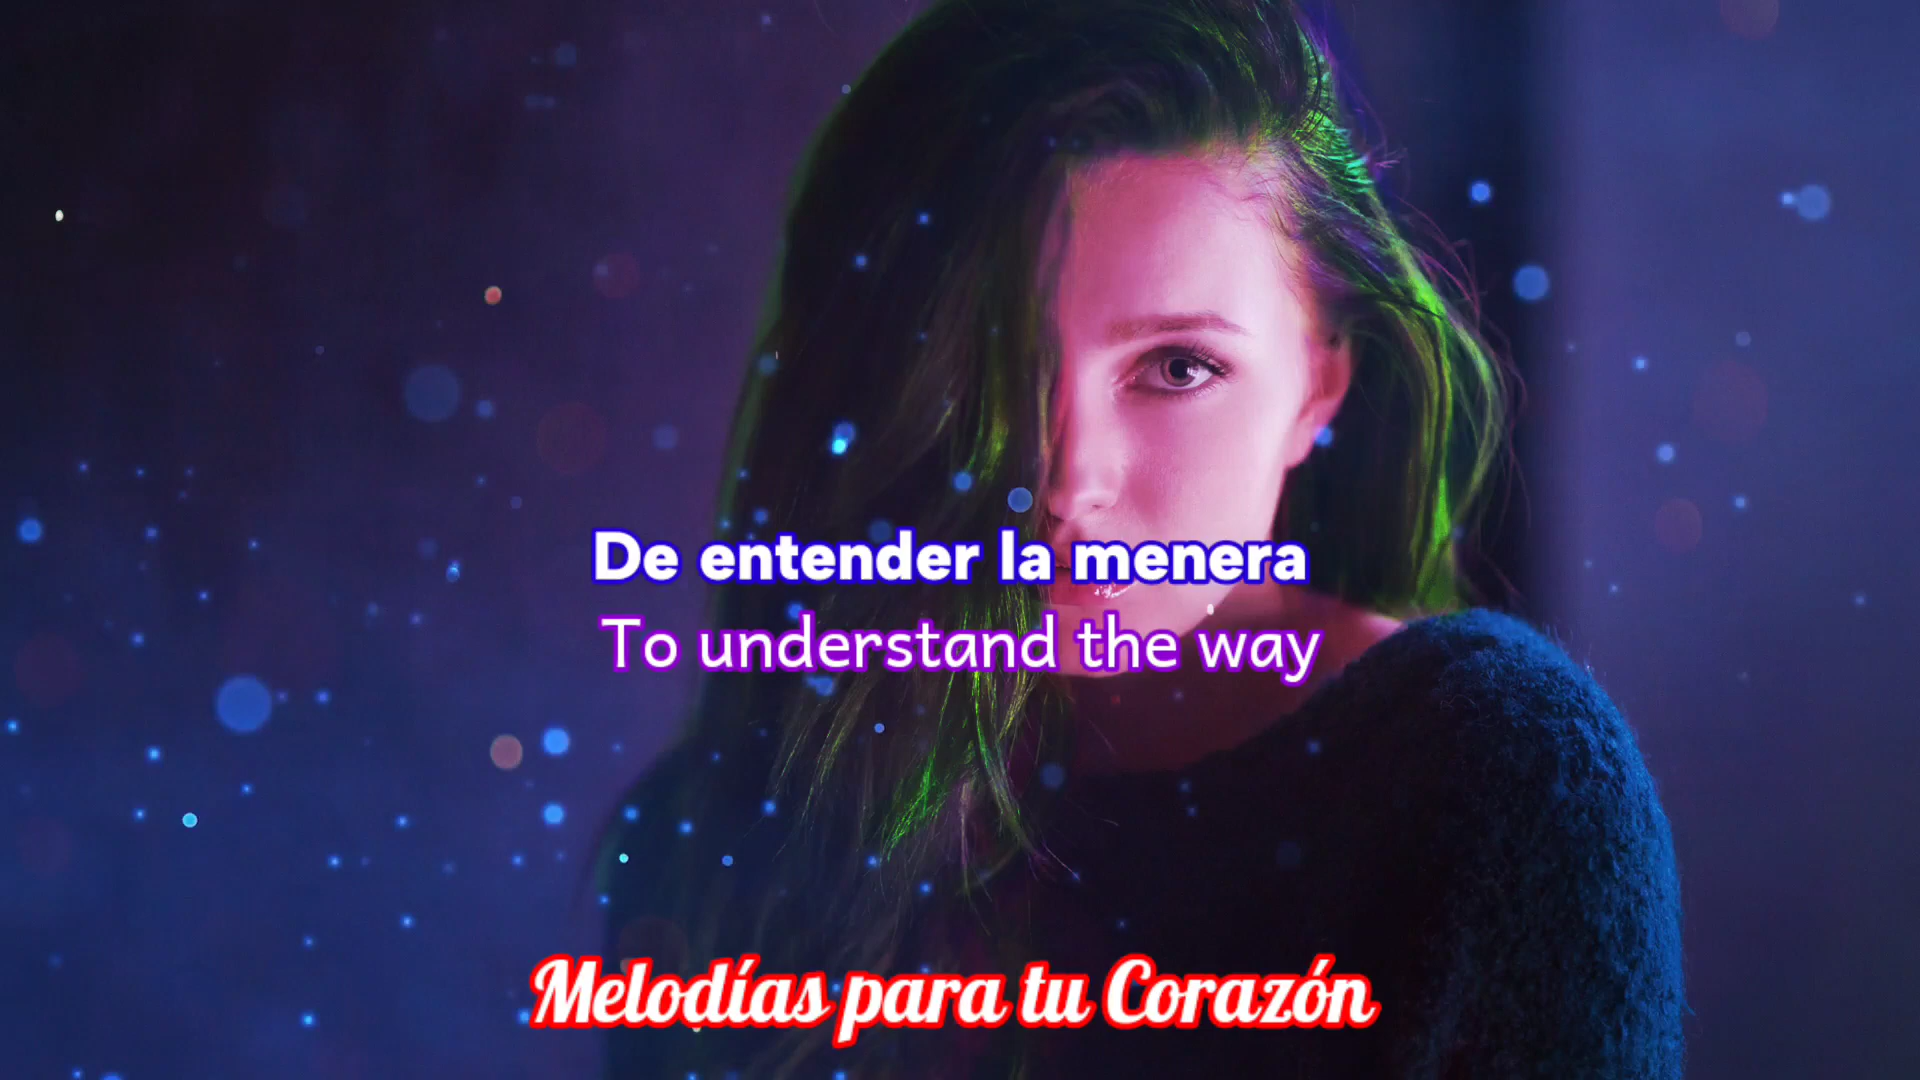 De entender la menera
To understand the way
Melodías para tu Corazón